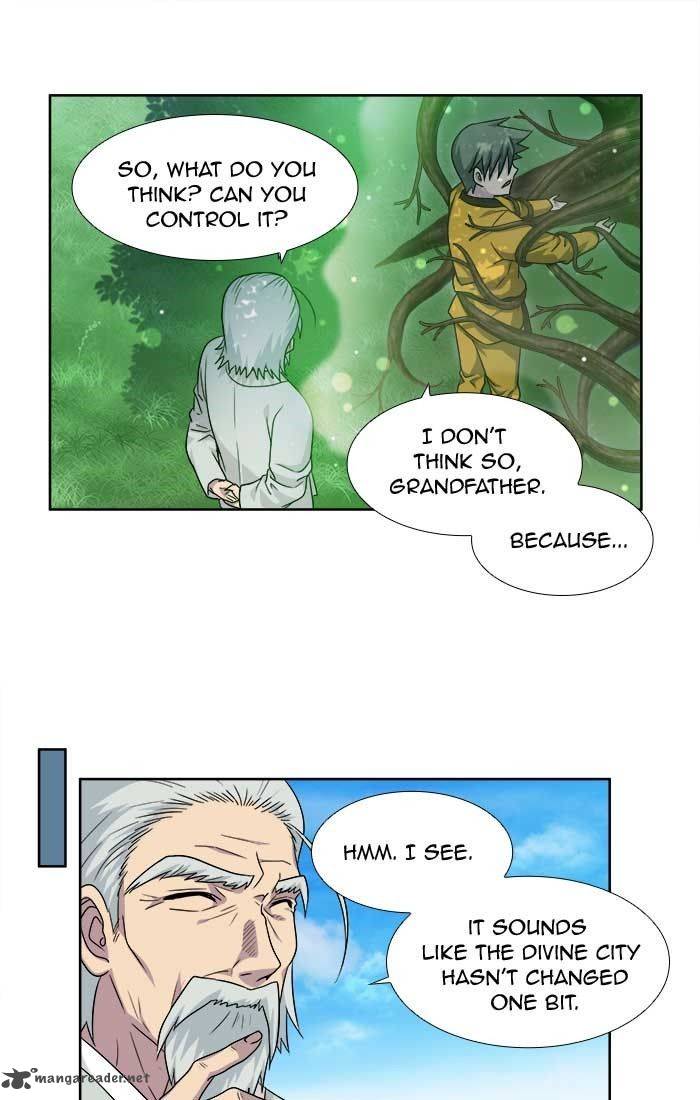 SO, WHAT DO YOU
THINK? CAN YOU
CONTROL IT?
I DON'T
THINK SO,
GRANDFATHER.
BECAUSE...
HMM. I SEE.
IT SOUNDS
LIKE THE DIVINE CITY
HASN'T CHANGED
ONE BIT.
mangareader.net